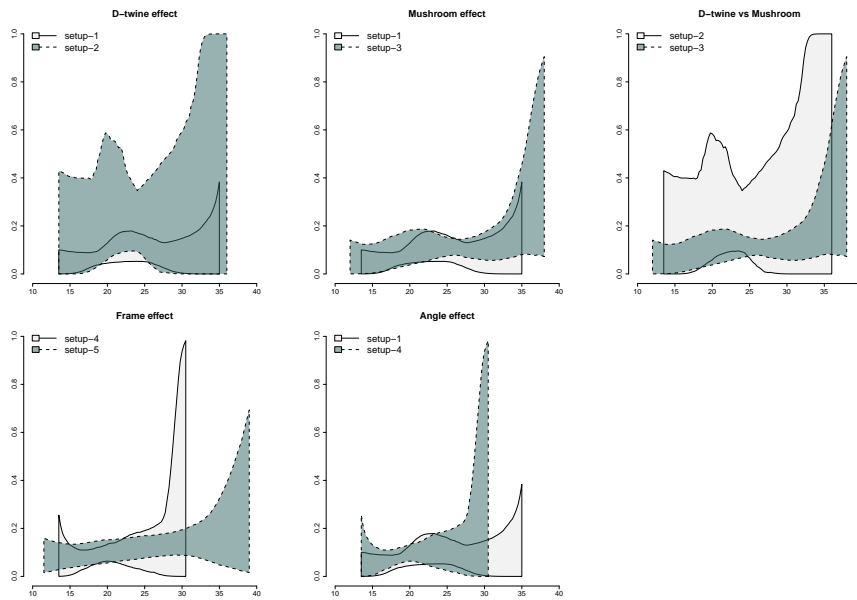 D−twine effect
setup−1
setup−2
0.0 0.2 0.4 0.6 0.8 1.0
10 15 20 25 30 35 40
Mushroom effect
setup−1
setup−3
0.0 0.2 0.4 0.6 0.8 1.0
10 15 20 25 30 35 40
D−twine vs Mushroom
setup−2
setup−3
0.0 0.2 0.4 0.6 0.8 1.0
10 15 20 25 30 35
Frame effect
setup−4
setup−5
0.0 0.2 0.4 0.6 0.8 1.0
10 15 20 25 30 35 40
Angle effect
setup−1
setup−4
0.0 0.2 0.4 0.6 0.8 1.0
10 15 20 25 30 35 40